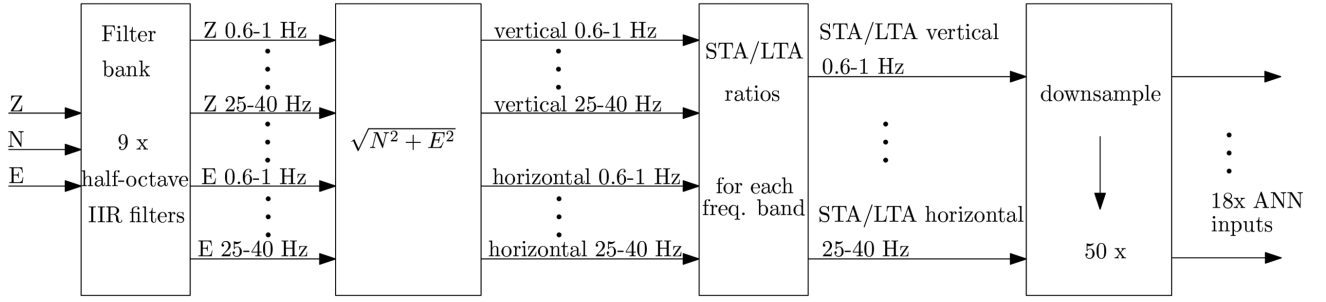 Filter
bank
9 x
half-octave
IIR filters
Z
N
E
Z 0.6-1 Hz
Z 25-40 Hz
E 0.6-1 Hz
E 25-40 Hz
√N² + E²
vertical 0.6-1 Hz
vertical 25-40 Hz
horizontal 0.6-1 Hz
horizontal 25-40 Hz
STA/LTA
ratios
for each
freq. band
STA/LTA vertical
0.6-1 Hz
STA/LTA horizontal
25-40 Hz
downsample
50 x
18x ANN
inputs